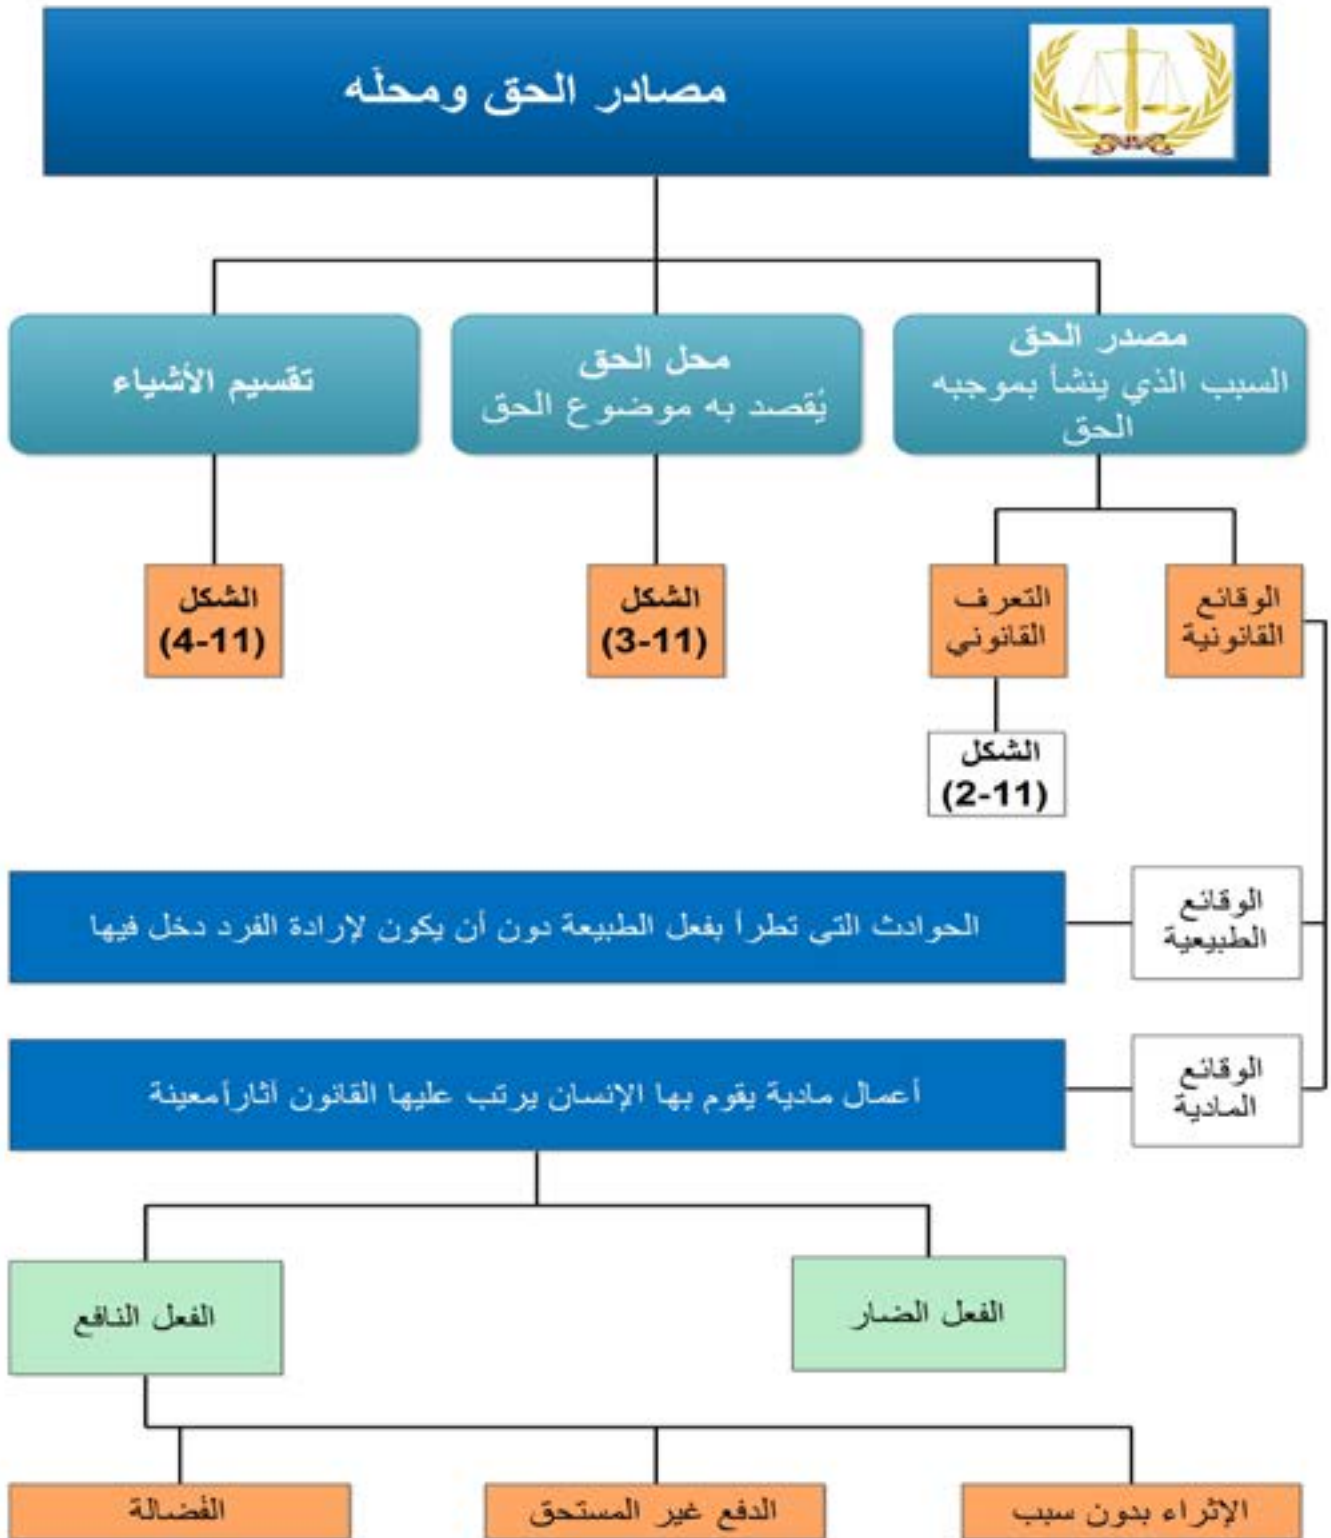 مصادر الحق ومحلّه
مصدر الحق
السبب الذي ينشأ بموجبه
الحق
محل الحق
يُقصد به موضوع الحق
تقسيم الأشياء
الوقائع
القانونية
التعرف
القانوني
الشكل
(3-11)
الشكل
(4-11)
الشكل
(2-11)
الوقائع
الطبيعية
الحوادث التي تطرأ بفعل الطبيعة دون أن يكون لإرادة الفرد دخل فيها
الوقائع
المادية
أعمال مادية يقوم بها الإنسان يرتب عليها القانون آثارأمعينة
الفعل الضار
الفعل النافع
الإثراء بدون سبب
الدفع غير المستحق
الفُضالة